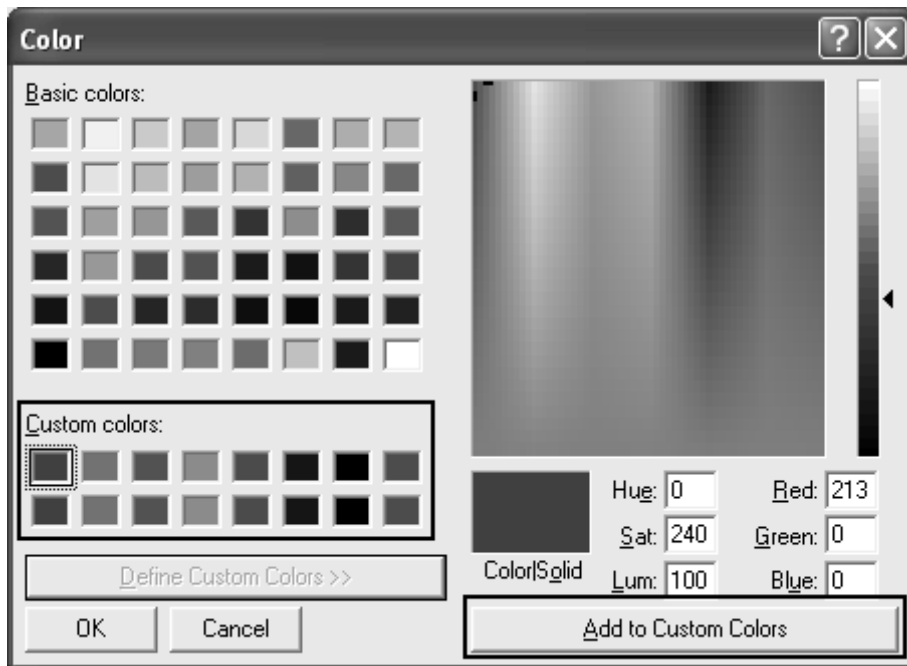 Color
Basic colors:
Custom colors:
Define Custom Colors >>
OK
Cancel
Color|Solid
Hue: 0
Red: 213
Sat: 240
Green: 0
Lum: 100
Blue: 0
Add to Custom Colors